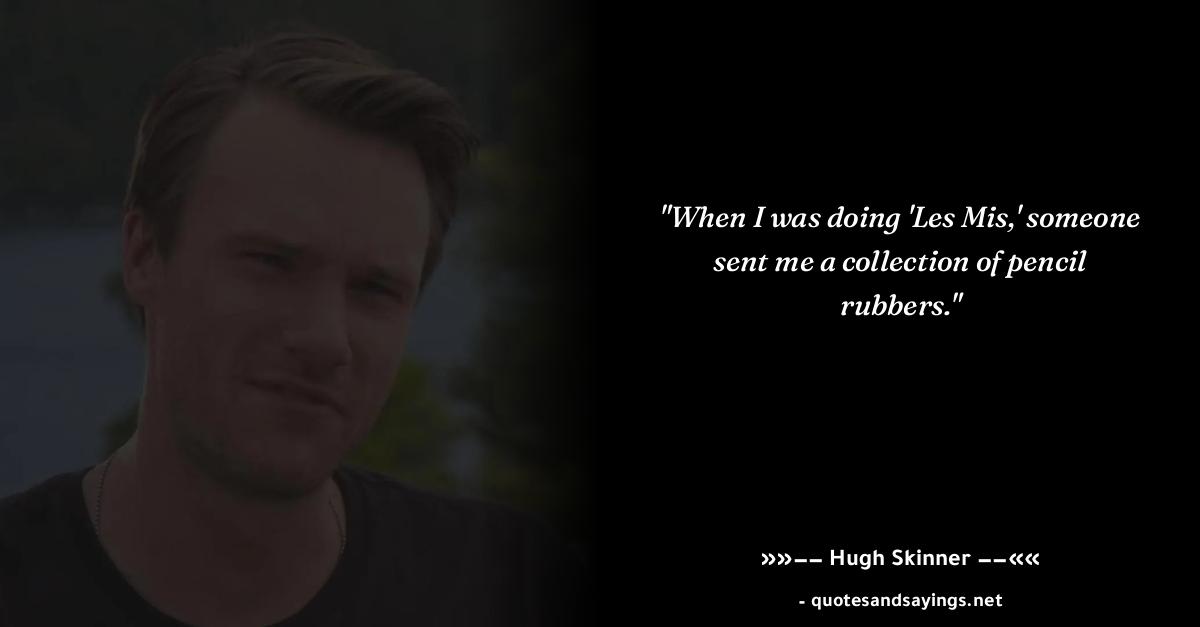 "When I was doing 'Les Mis,' someone
sent me a collection of pencil
rubbers."
»»−− Hugh Skinner −−««
- quotesandsayings.net